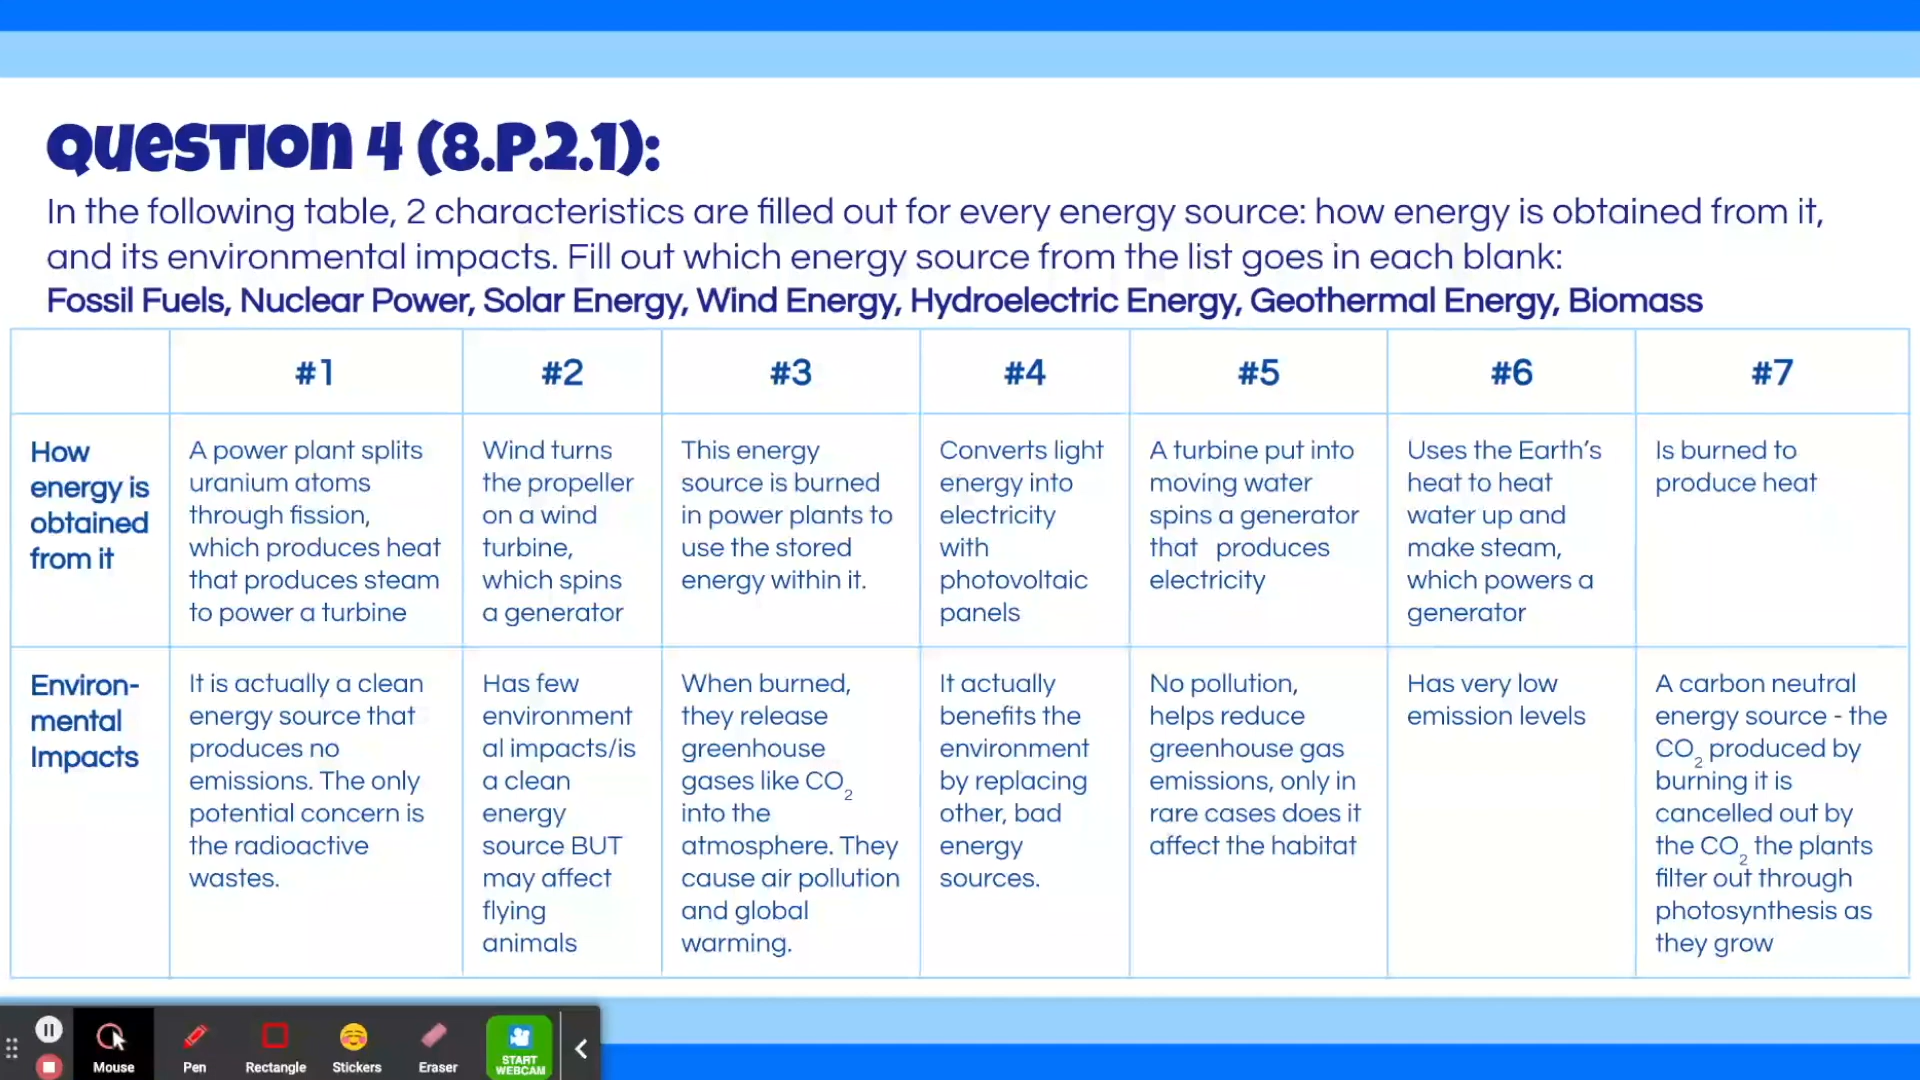 Question 4 (8.P.2.1):
In the following table, 2 characteristics are filled out for every energy source: how energy is obtained from it,
and its environmental impacts. Fill out which energy source from the list goes in each blank:
Fossil Fuels, Nuclear Power, Solar Energy, Wind Energy, Hydroelectric Energy, Geothermal Energy, Biomass
#1
#2
#3
#4
#5
#6
#7
How
energy is
obtained
from it
A power plant splits
uranium atoms
through fission,
which produces heat
that produces steam
to power a turbine
Wind turns
the propeller
on a wind
turbine,
which spins
a generator
This energy
source is burned
in power plants to
use the stored
energy within it.
Converts light
energy into
electricity
with
photovoltaic
panels
A turbine put into
moving water
spins a generator
that produces
electricity
Uses the Earth's
heat to heat
water up and
make steam,
which powers a
generator
Is burned to
produce heat
Environ-
mental
Impacts
It is actually a clean
energy source that
produces no
emissions. The only
potential concern is
the radioactive
wastes.
Has few
environment
al impacts/is
a clean
energy
source BUT
may affect
flying
animals
When burned,
they release
greenhouse
gases like CO₂
into the
atmosphere. They
cause air pollution
and global
warming.
It actually
benefits the
environment
by replacing
other, bad
energy
sources.
No pollution,
helps reduce
greenhouse gas
emissions, only in
rare cases does it
affect the habitat
Has very low
emission levels
A carbon neutral
energy source - the
CO₂ produced by
burning it is
cancelled out by
the CO₂ the plants
filter out through
photosynthesis as
they grow
Mouse
Pen
Rectangle
Stickers
Eraser
START
WEBCAM